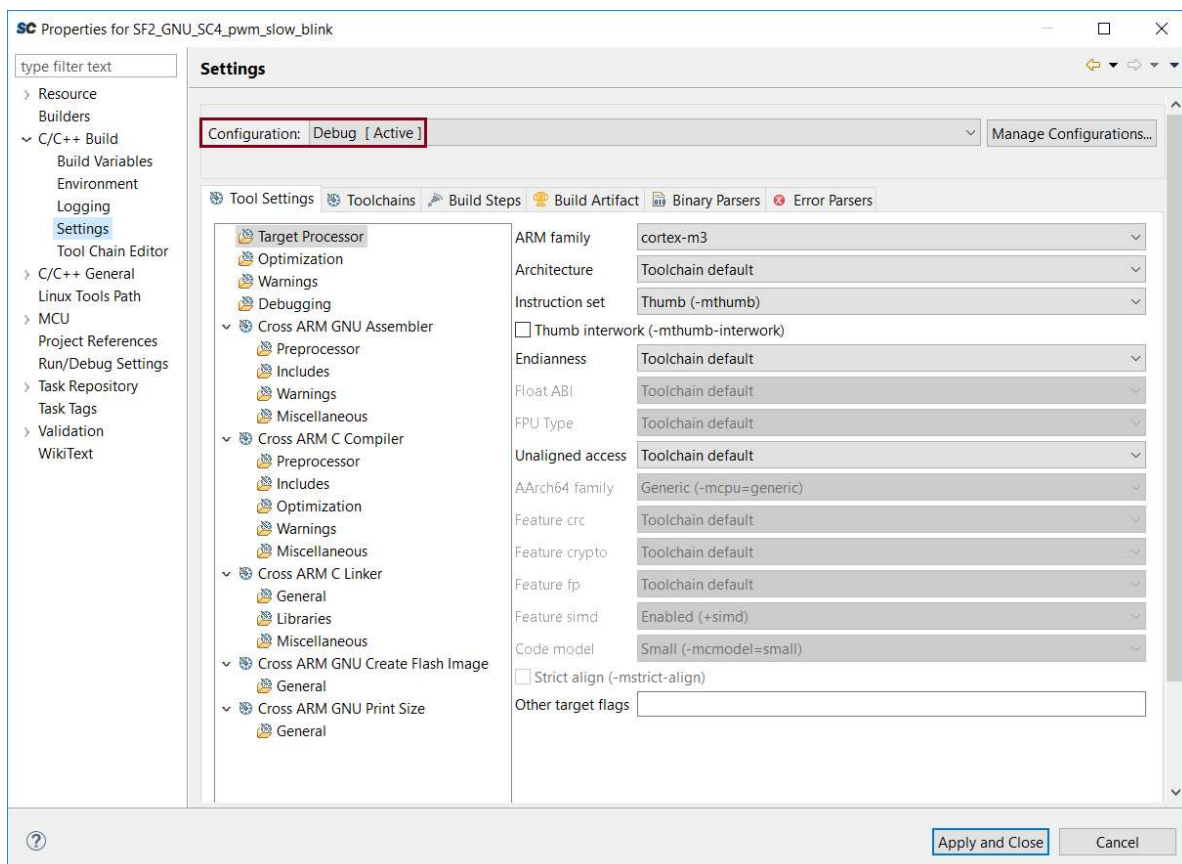 SC Properties for SF2_GNU_SC4_pwm_slow_blink
type filter text
Resource
Builders
C/C++ Build
Build Variables
Environment
Logging
Settings
Tool Chain Editor
C/C++ General
Linux Tools Path
MCU
Project References
Run/Debug Settings
Task Repository
Task Tags
Validation
WikiText
Settings
Configuration: Debug [ Active ]
Manage Configurations...
Tool Settings Toolchains Build Steps Build Artifact Binary Parsers Error Parsers
Target Processor
Optimization
Warnings
Debugging
Cross ARM GNU Assembler
Preprocessor
Includes
Warnings
Miscellaneous
Cross ARM C Compiler
Preprocessor
Includes
Optimization
Warnings
Miscellaneous
Cross ARM C Linker
General
Libraries
Miscellaneous
Cross ARM GNU Create Flash Image
General
Cross ARM GNU Print Size
General
ARM family cortex-m3
Architecture Toolchain default
Instruction set Thumb (-mthumb)
Thumb interwork (-mthumb-interwork)
Endianness Toolchain default
Float ABI Toolchain default
FPU Type Toolchain default
Unaligned access Toolchain default
AArch64 family Generic (-mcpu=generic)
Feature crc Toolchain default
Feature crypto Toolchain default
Feature fp Toolchain default
Feature simd Enabled (+simd)
Code model Small (-mcmodel=small)
Strict align (-mstrict-align)
Other target flags
?
Apply and Close
Cancel